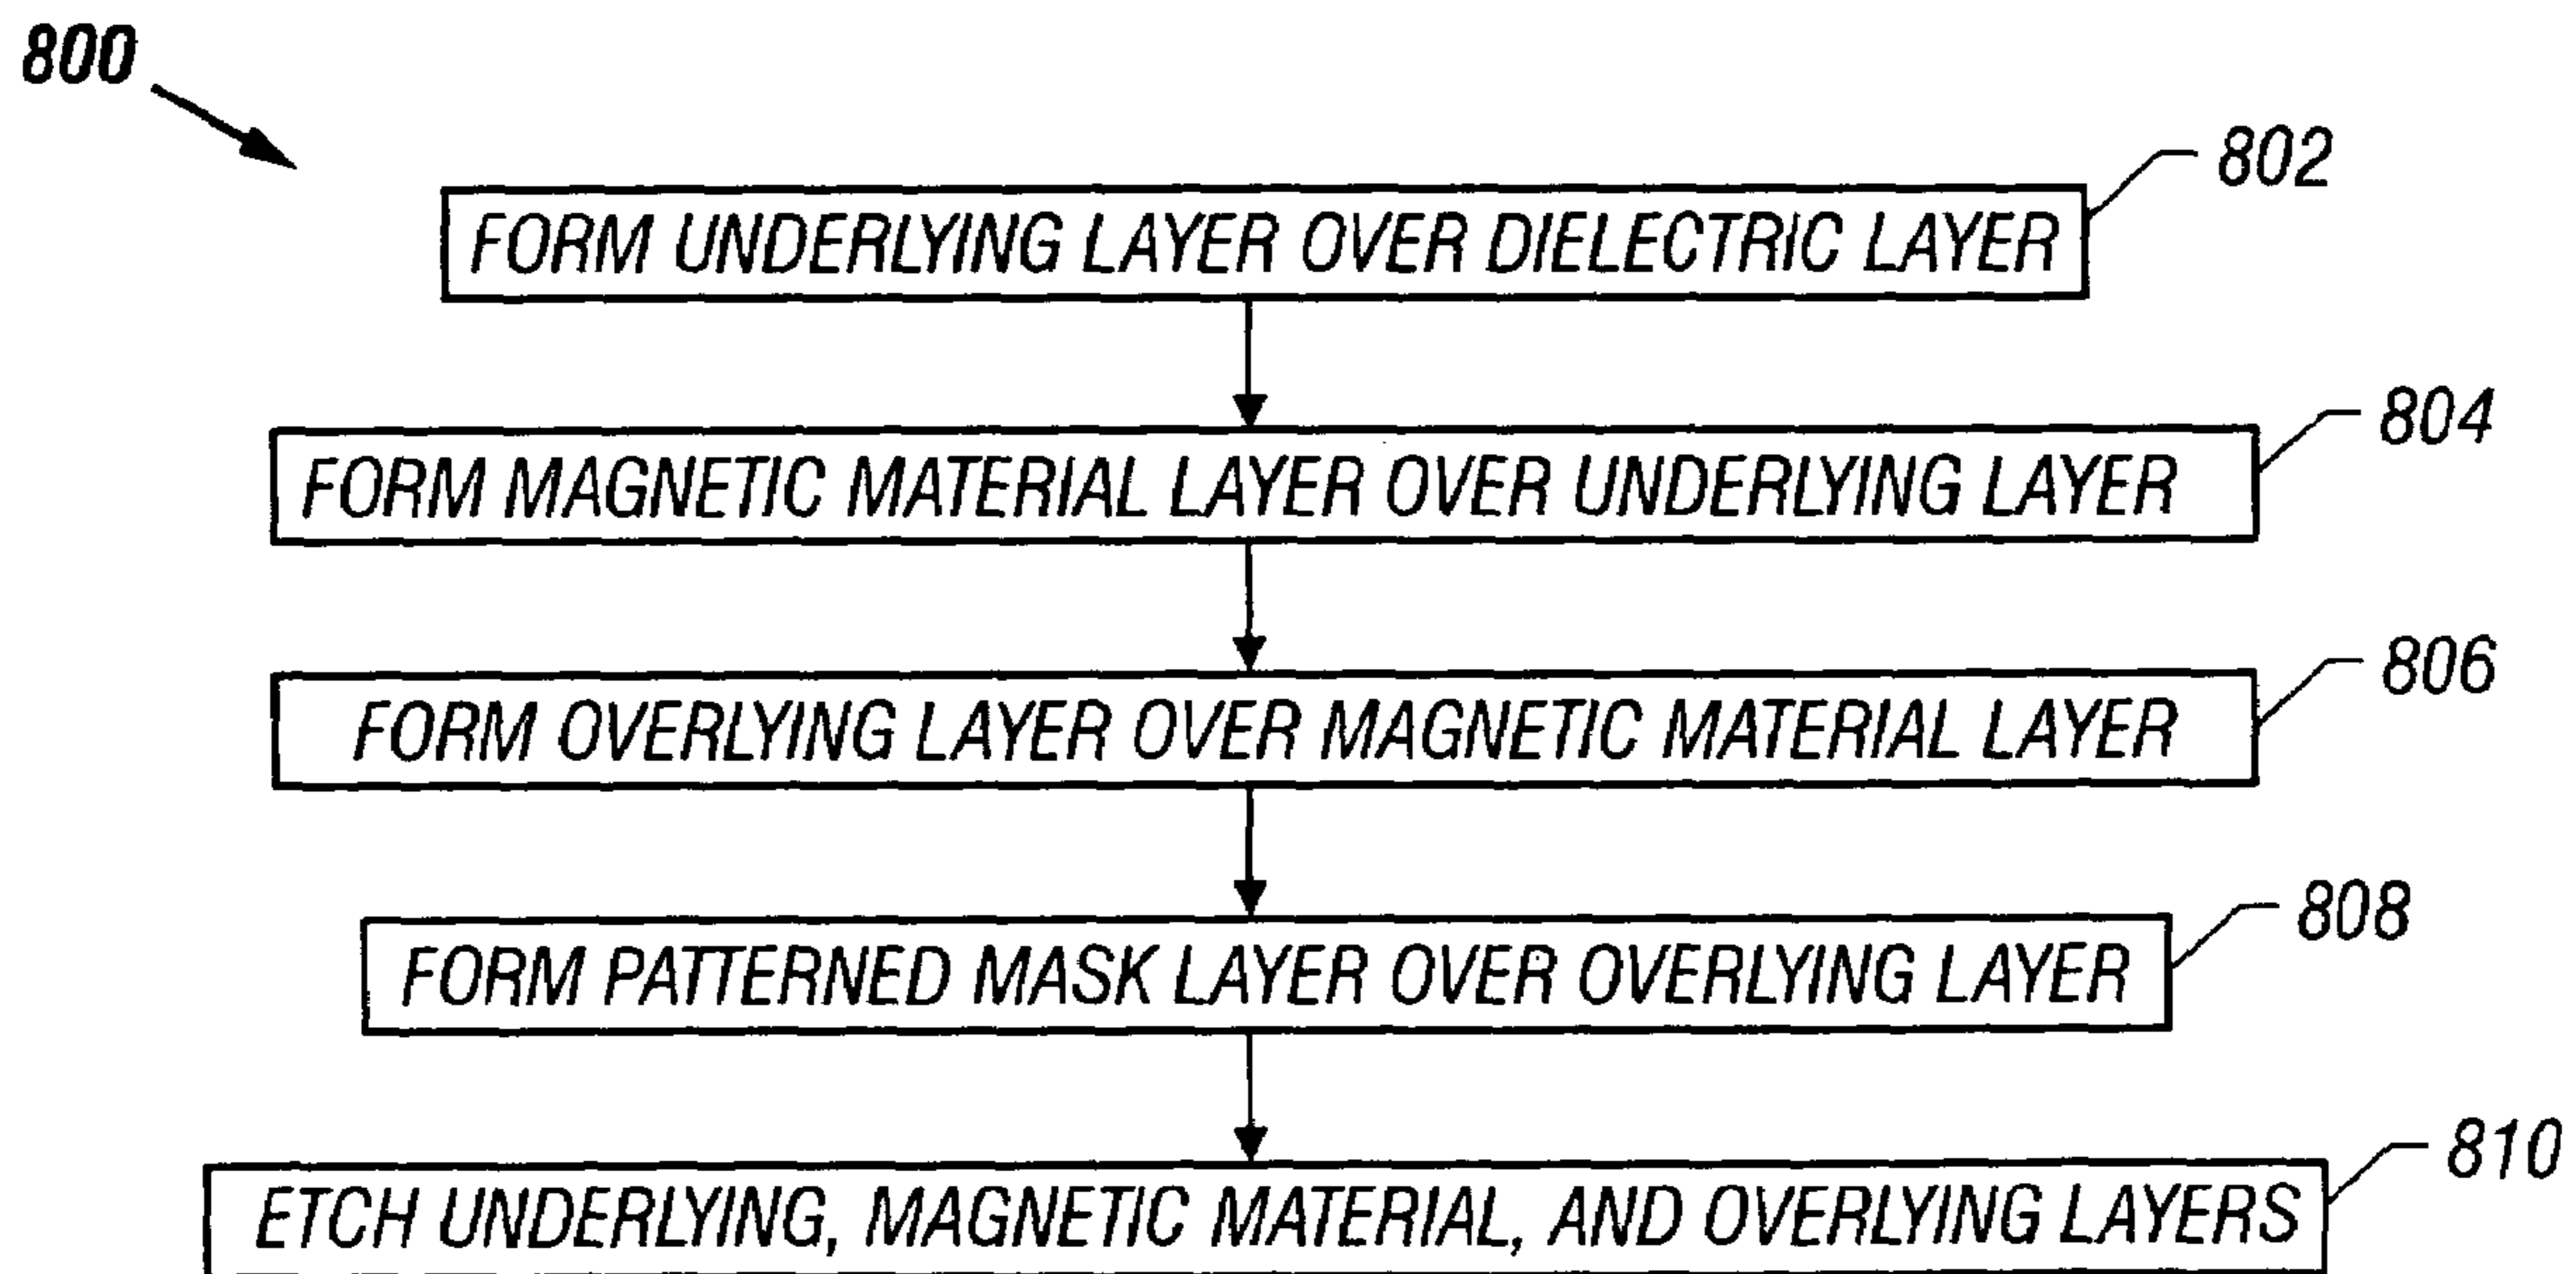 800
802
FORM UNDERLYING LAYER OVER DIELECTRIC LAYER
804
FORM MAGNETIC MATERIAL LAYER OVER UNDERLYING LAYER
806
FORM OVERLYING LAYER OVER MAGNETIC MATERIAL LAYER
808
FORM PATTERNED MASK LAYER OVER OVERLYING LAYER
810
ETCH UNDERLYING, MAGNETIC MATERIAL, AND OVERLYING LAYERS